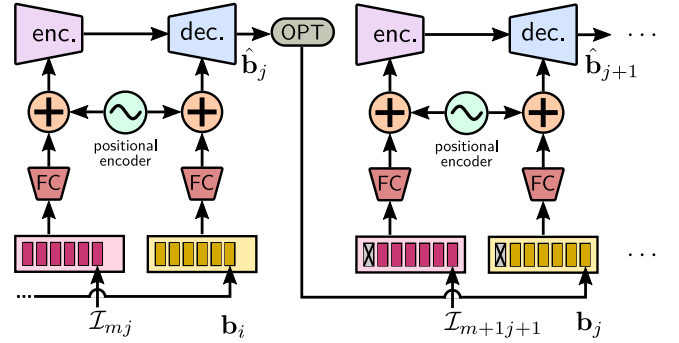 enc.
dec.
OPT
enc.
dec.
. . .
b̂_j
b̂_{j+1}
positional
encoder
positional
encoder
FC
FC
FC
FC
. . .
I_{mj}
b_i
I_{m+1j+1}
b_j